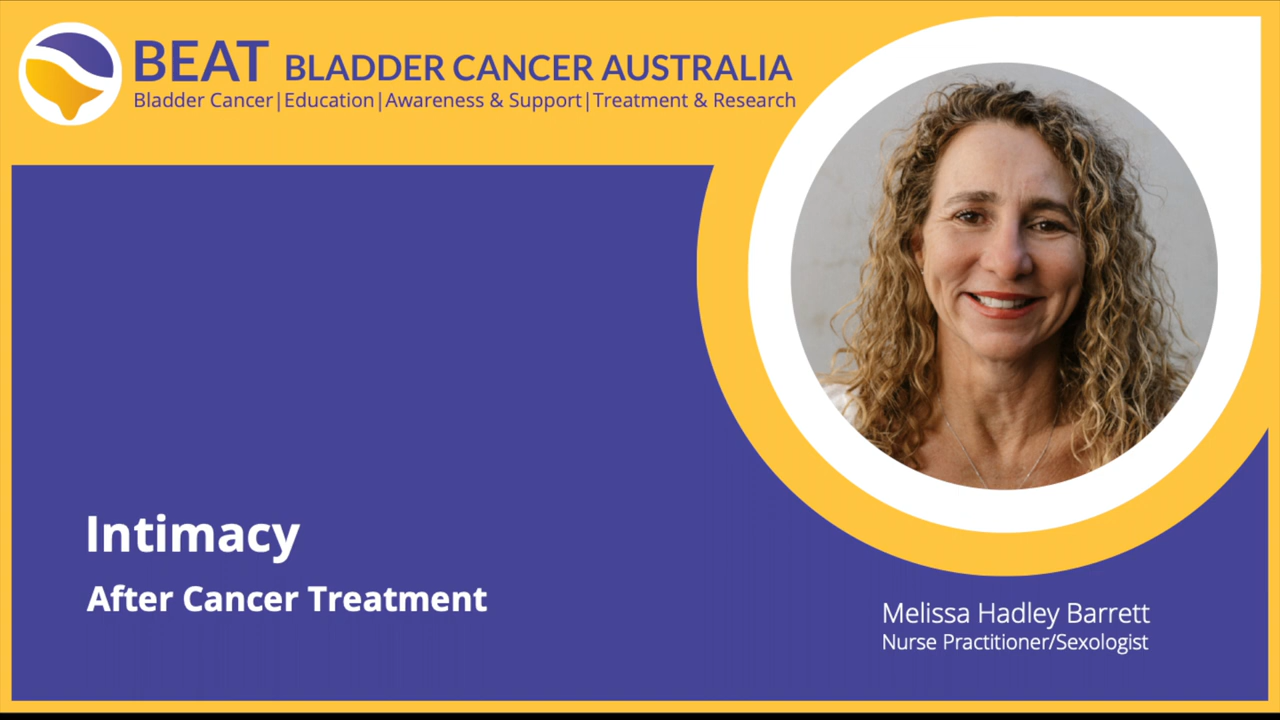 BEAT BLADDER CANCER AUSTRALIA
Bladder Cancer|Education|Awareness & Support|Treatment & Research
Intimacy
After Cancer Treatment
Melissa Hadley Barrett
Nurse Practitioner/Sexologist